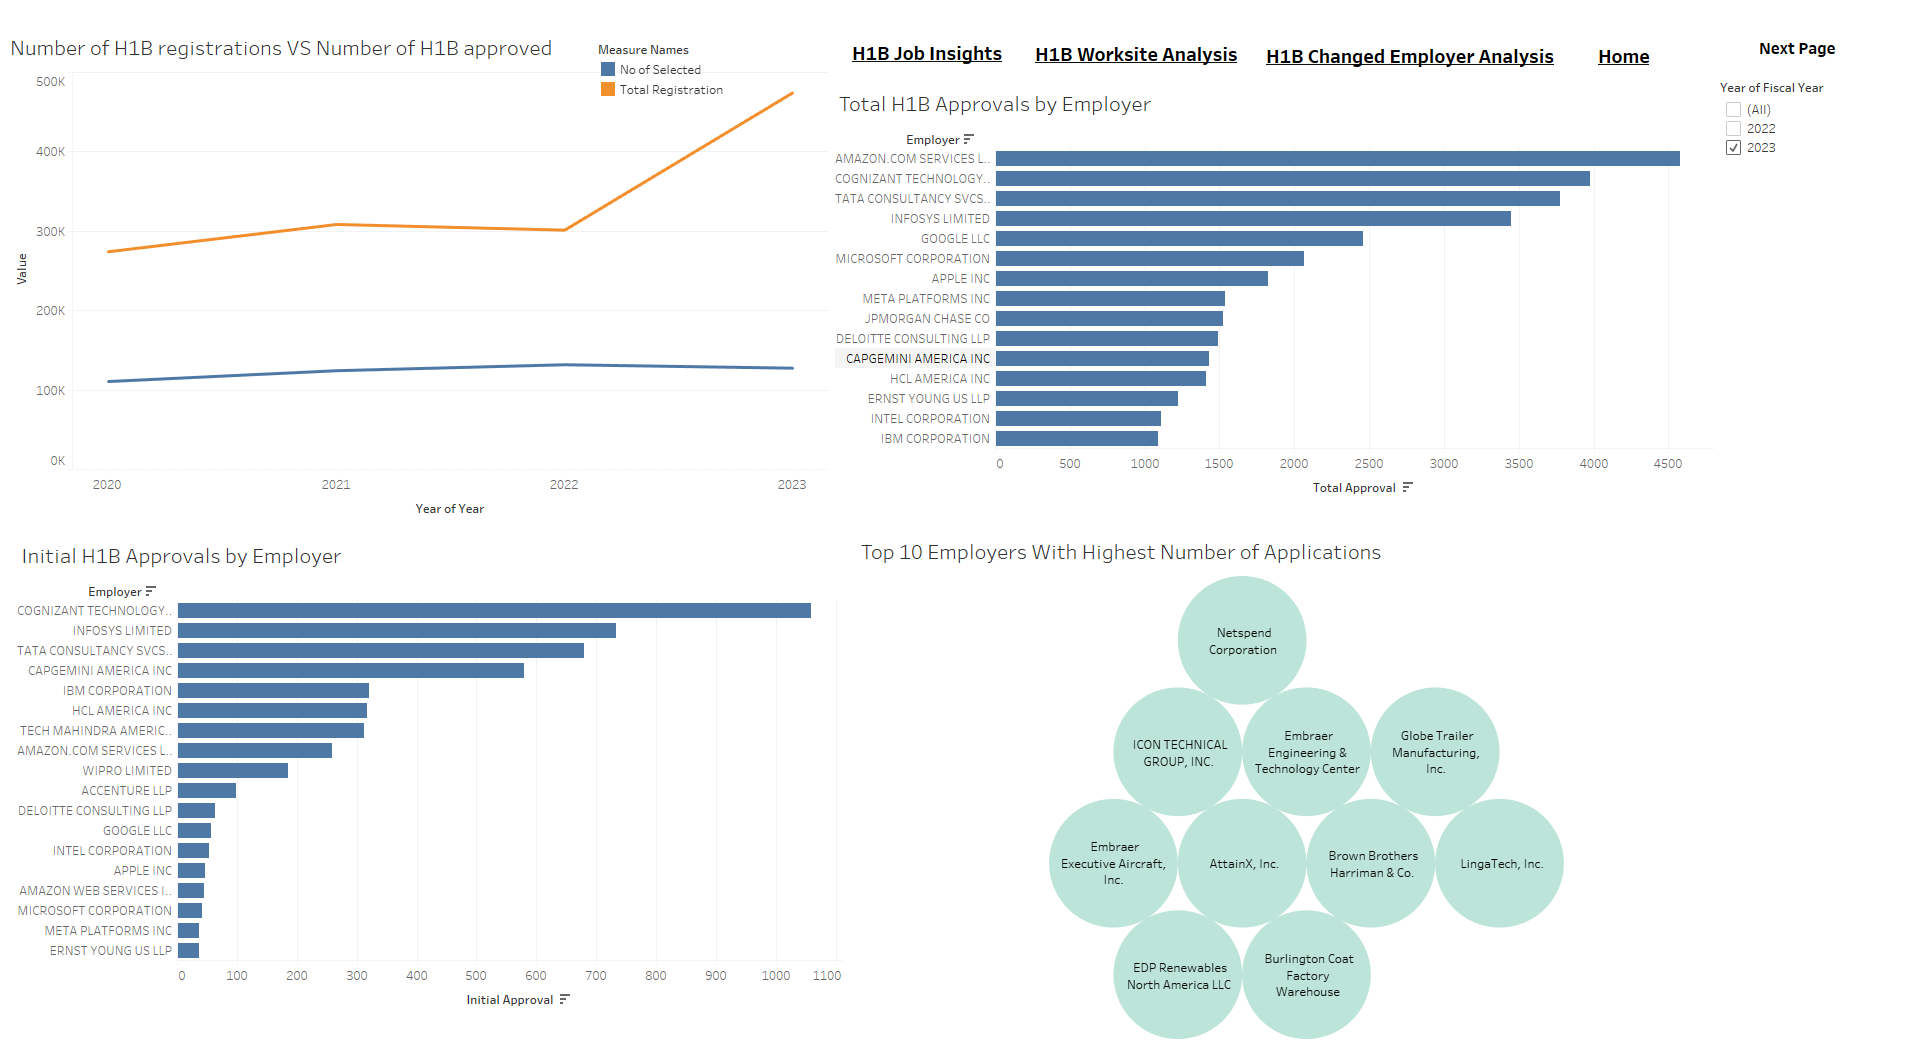 Number of H1B registrations VS Number of H1B approved
Measure Names
No of Selected
Total Registration
500K
400K
300K
200K
100K
0K
Value
2020
2021
2022
2023
Year of Year
H1B Job Insights
H1B Worksite Analysis
H1B Changed Employer Analysis
Home
Next Page
Year of Fiscal Year
(All)
2022
2023
Total H1B Approvals by Employer
Employer
AMAZON.COM SERVICES L..
COGNIZANT TECHNOLOGY..
TATA CONSULTANCY SVCS..
INFOSYS LIMITED
GOOGLE LLC
MICROSOFT CORPORATION
APPLE INC
META PLATFORMS INC
JPMORGAN CHASE CO
DELOITTE CONSULTING LLP
CAPGEMINI AMERICA INC
HCL AMERICA INC
ERNST YOUNG US LLP
INTEL CORPORATION
IBM CORPORATION
0
500
1000
1500
2000
2500
3000
3500
4000
4500
Total Approval
Initial H1B Approvals by Employer
Employer
COGNIZANT TECHNOLOGY..
INFOSYS LIMITED
TATA CONSULTANCY SVCS..
CAPGEMINI AMERICA INC
IBM CORPORATION
HCL AMERICA INC
TECH MAHINDRA AMERIC..
AMAZON.COM SERVICES L..
WIPRO LIMITED
ACCENTURE LLP
DELOITTE CONSULTING LLP
GOOGLE LLC
INTEL CORPORATION
APPLE INC
AMAZON WEB SERVICES I..
MICROSOFT CORPORATION
META PLATFORMS INC
ERNST YOUNG US LLP
0
100
200
300
400
500
600
700
800
900
1000
1100
Initial Approval
Top 10 Employers With Highest Number of Applications
Netspend
Corporation
ICON TECHNICAL
GROUP, INC.
Embraer
Engineering &
Technology Center
Globe Trailer
Manufacturing,
Inc.
Embraer
Executive Aircraft,
Inc.
AttainX, Inc.
Brown Brothers
Harriman & Co.
LingaTech, Inc.
EDP Renewables
North America LLC
Burlington Coat
Factory
Warehouse